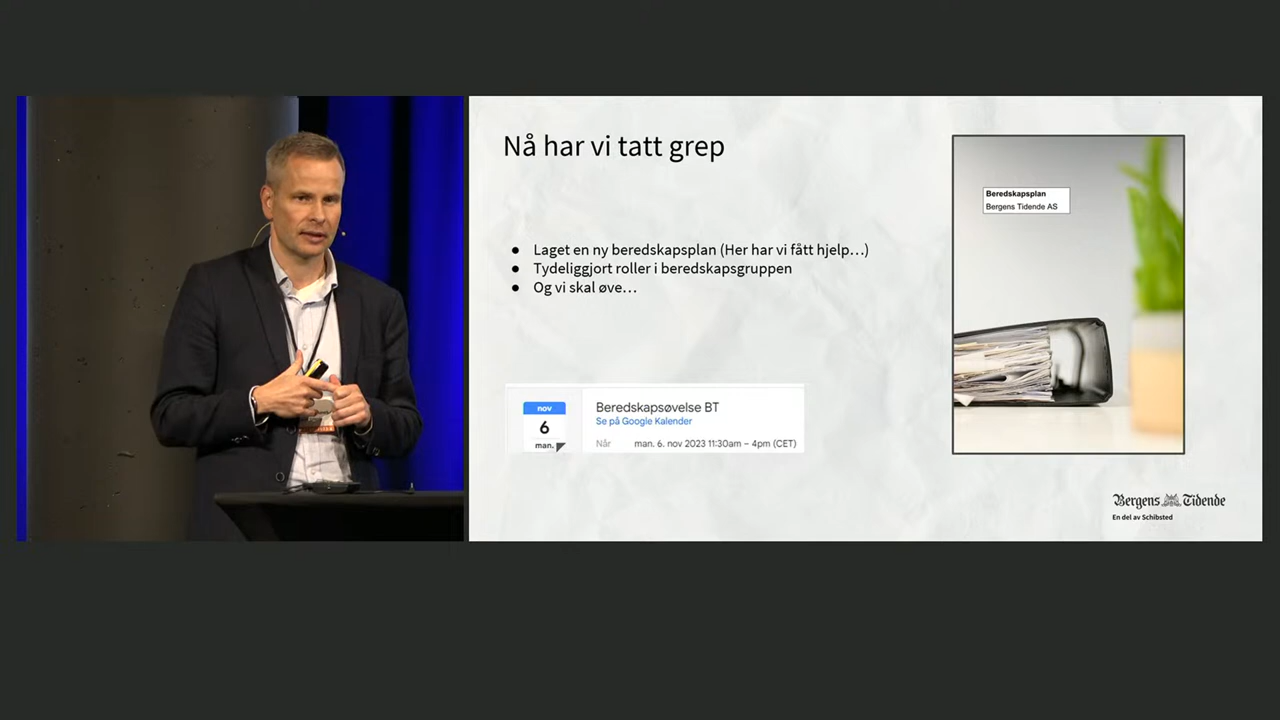 Nå har vi tatt grep
Beredskapsplan
Bergens Tidende AS
● Laget en ny beredskapsplan (Her har vi fått hjelp…)
● Tydeliggjort roller i beredskapsgruppen
● Og vi skal øve…
nov
6
man.
Beredskapsøvelse BT
Se på Google Kalender
Når man. 6. nov 2023 11:30am – 4pm (CET)
Bergens Tidende
En del av Schibsted